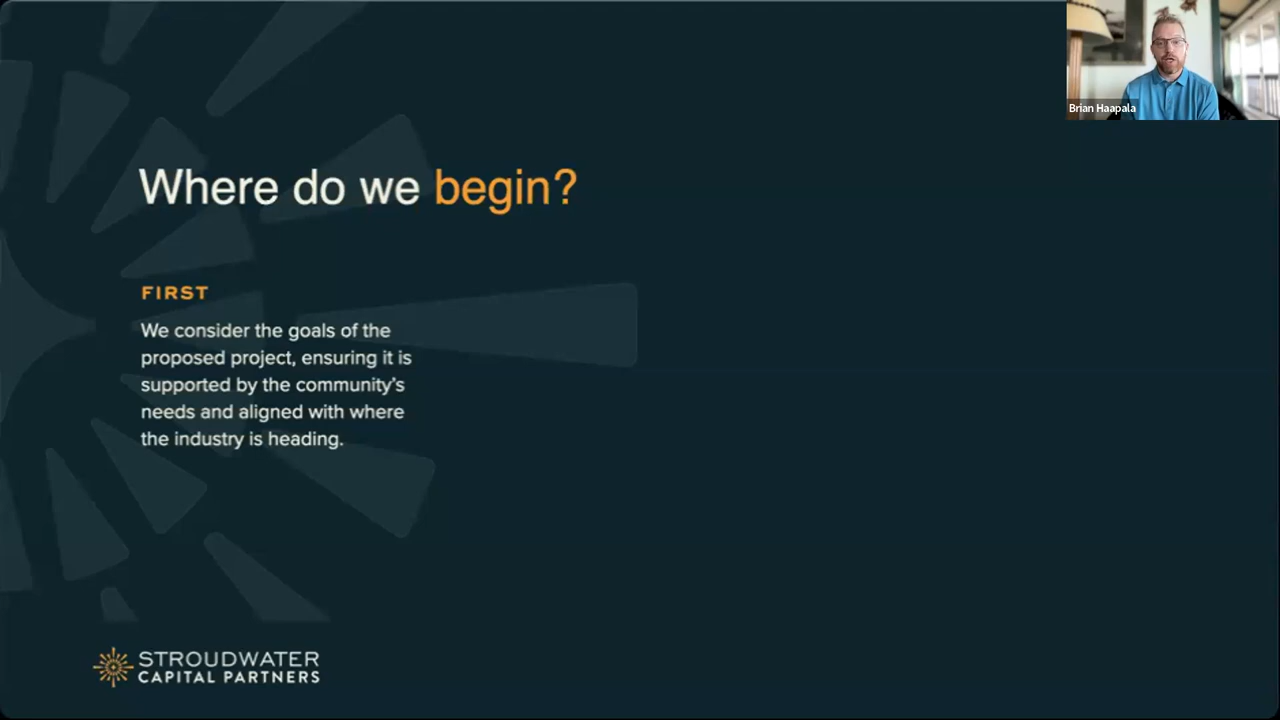 Brian Haapala
Where do we begin?
FIRST
We consider the goals of the
proposed project, ensuring it is
supported by the community's
needs and aligned with where
the industry is heading.
STROUDWATER
CAPITAL PARTNERS